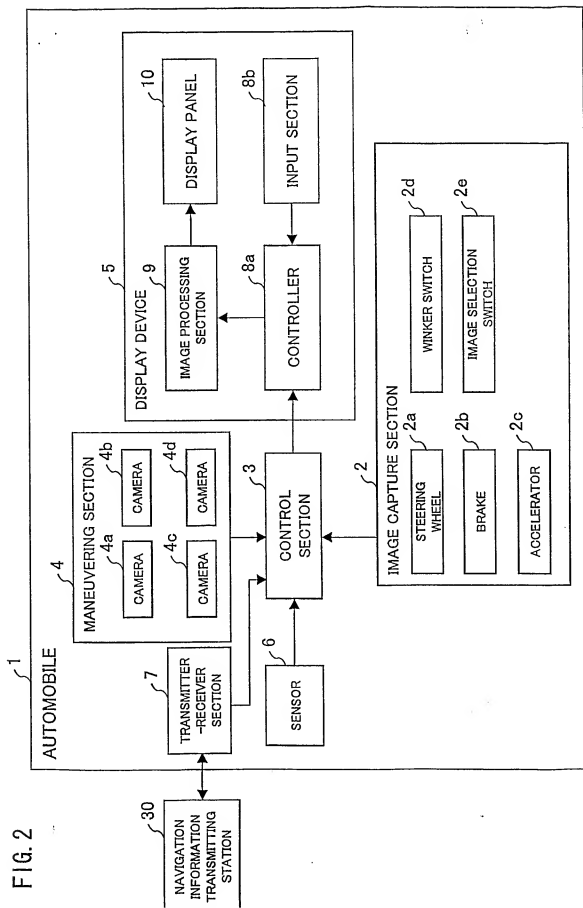 FIG. 2
1
AUTOMOBILE
30
NAVIGATION
INFORMATION
TRANSMITTING
STATION
7
TRANSMITTER
-RECEIVER
SECTION
4
MANEUVERING SECTION
4a
CAMERA
4b
CAMERA
4c
CAMERA
4d
CAMERA
6
SENSOR
3
CONTROL
SECTION
5
DISPLAY DEVICE
9
IMAGE PROCESSING
SECTION
10
DISPLAY PANEL
8a
CONTROLLER
8b
INPUT SECTION
2
IMAGE CAPTURE SECTION
2a
STEERING
WHEEL
2b
BRAKE
2c
ACCELERATOR
2d
WINKER SWITCH
2e
IMAGE SELECTION
SWITCH